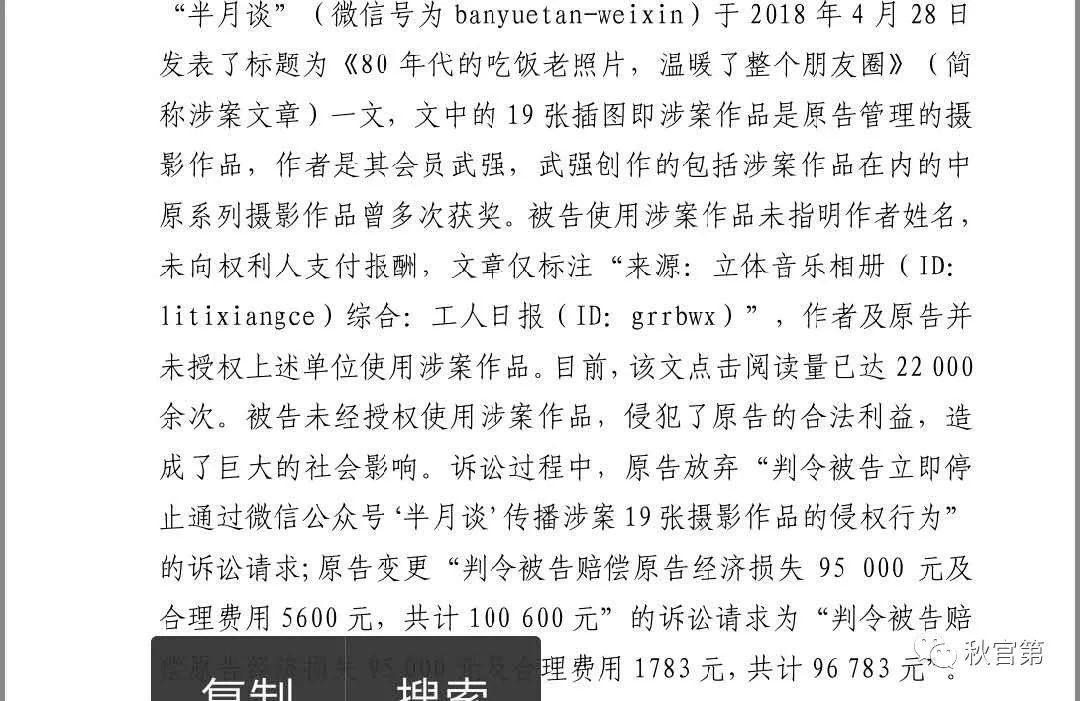 “半月谈”（微信号为 banyuetan-weixin）于 2018 年 4 月 28 日
发表了标题为《80 年代的吃饭老照片，温暖了整个朋友圈》（简
称涉案文章）一文，文中的 19 张插图即涉案作品是原告管理的摄
影作品，作者是其会员武强，武强创作的包括涉案作品在内的中
原系列摄影作品曾多次获奖。被告使用涉案作品未指明作者姓名，
未向权利人支付报酬，文章仅标注“来源：立体音乐相册（ID：
litixiangce）综合：工人日报（ID：grrbwx）”，作者及原告并
未授权上述单位使用涉案作品。目前，该文点击阅读量已达 22 000
余次。被告未经授权使用涉案作品，侵犯了原告的合法利益，造
成了巨大的社会影响。诉讼过程中，原告放弃“判令被告立即停
止通过微信公众号‘半月谈’传播涉案 19 张摄影作品的侵权行为”
的诉讼请求；原告变更“判令被告赔偿原告经济损失 95 000 元及
合理费用 5600 元，共计 100 600 元”的诉讼请求为“判令被告赔
偿原告经济损失 95 000 元及合理费用 1783 元，共计 96 783 元”。
复制 搜索
秋官第